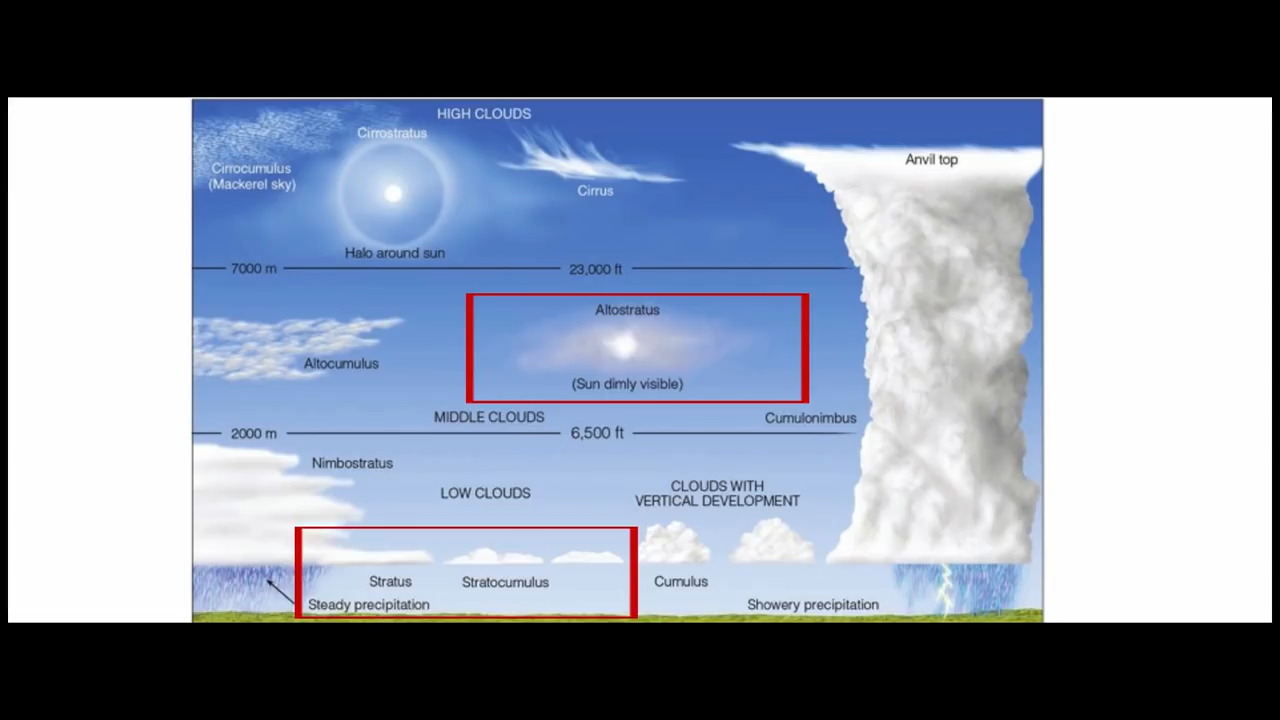 HIGH CLOUDS
Cirrostratus
Cirrocumulus
(Mackerel sky)
Cirrus
Anvil top
Halo around sun
7000 m
23,000 ft
Altostratus
Altocumulus
(Sun dimly visible)
MIDDLE CLOUDS
Cumulonimbus
2000 m
6,500 ft
Nimbostratus
LOW CLOUDS
CLOUDS WITH
VERTICAL DEVELOPMENT
Stratus
Stratocumulus
Cumulus
Steady precipitation
Showery precipitation